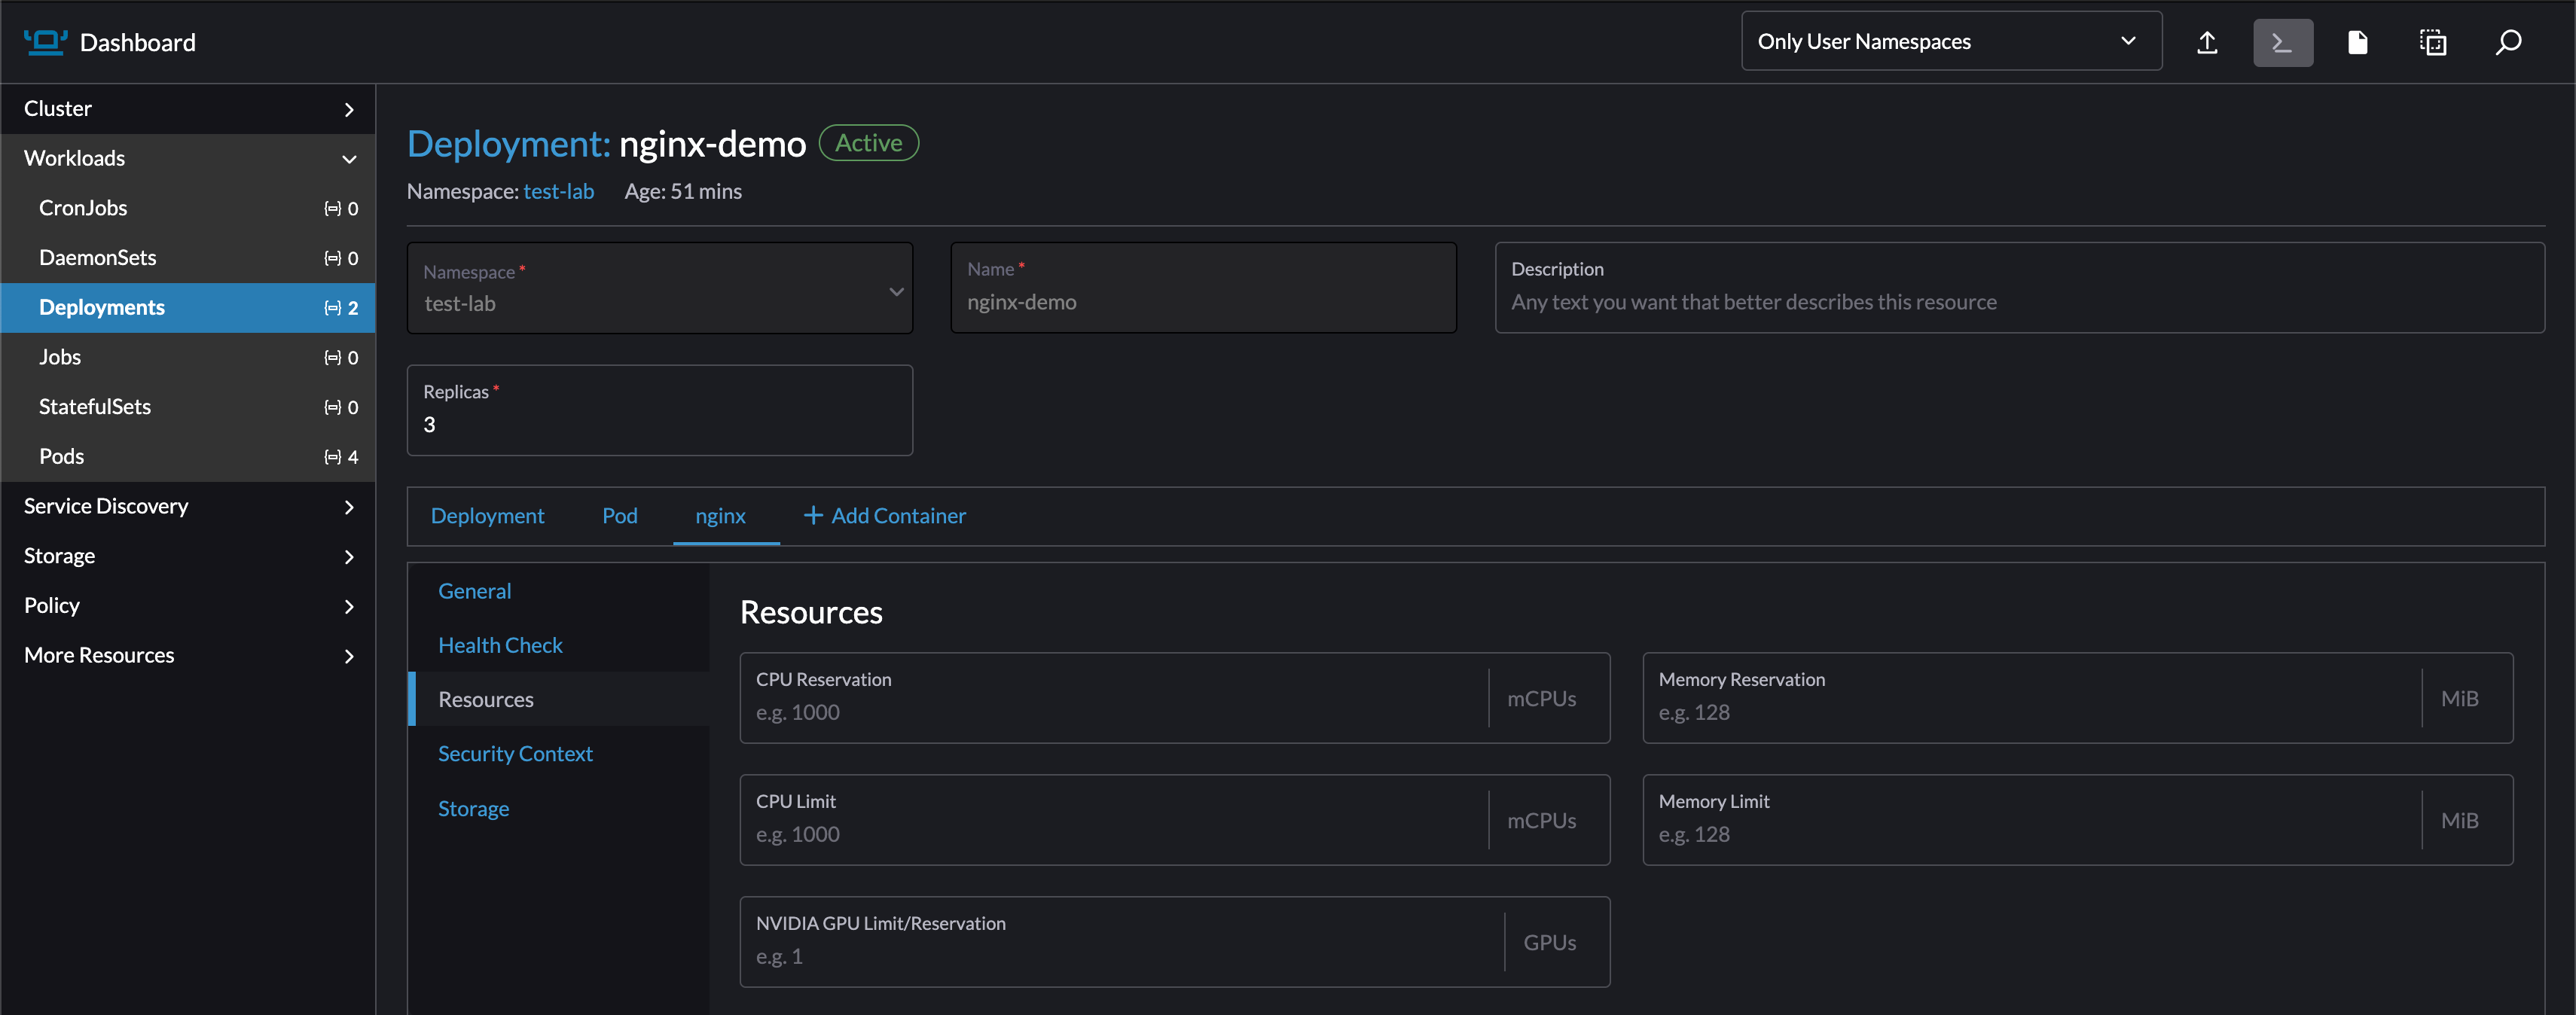 Dashboard
Only User Namespaces
Cluster
Workloads
CronJobs 0
DaemonSets 0
Deployments 2
Jobs 0
StatefulSets 0
Pods 4
Service Discovery
Storage
Policy
More Resources
Deployment: nginx-demo Active
Namespace: test-lab Age: 51 mins
Namespace *
test-lab
Name *
nginx-demo
Description
Any text you want that better describes this resource
Replicas *
3
Deployment Pod nginx + Add Container
General
Health Check
Resources
Security Context
Storage
Resources
CPU Reservation
e.g. 1000
mCPUs
Memory Reservation
e.g. 128
MiB
CPU Limit
e.g. 1000
mCPUs
Memory Limit
e.g. 128
MiB
NVIDIA GPU Limit/Reservation
e.g. 1
GPUs